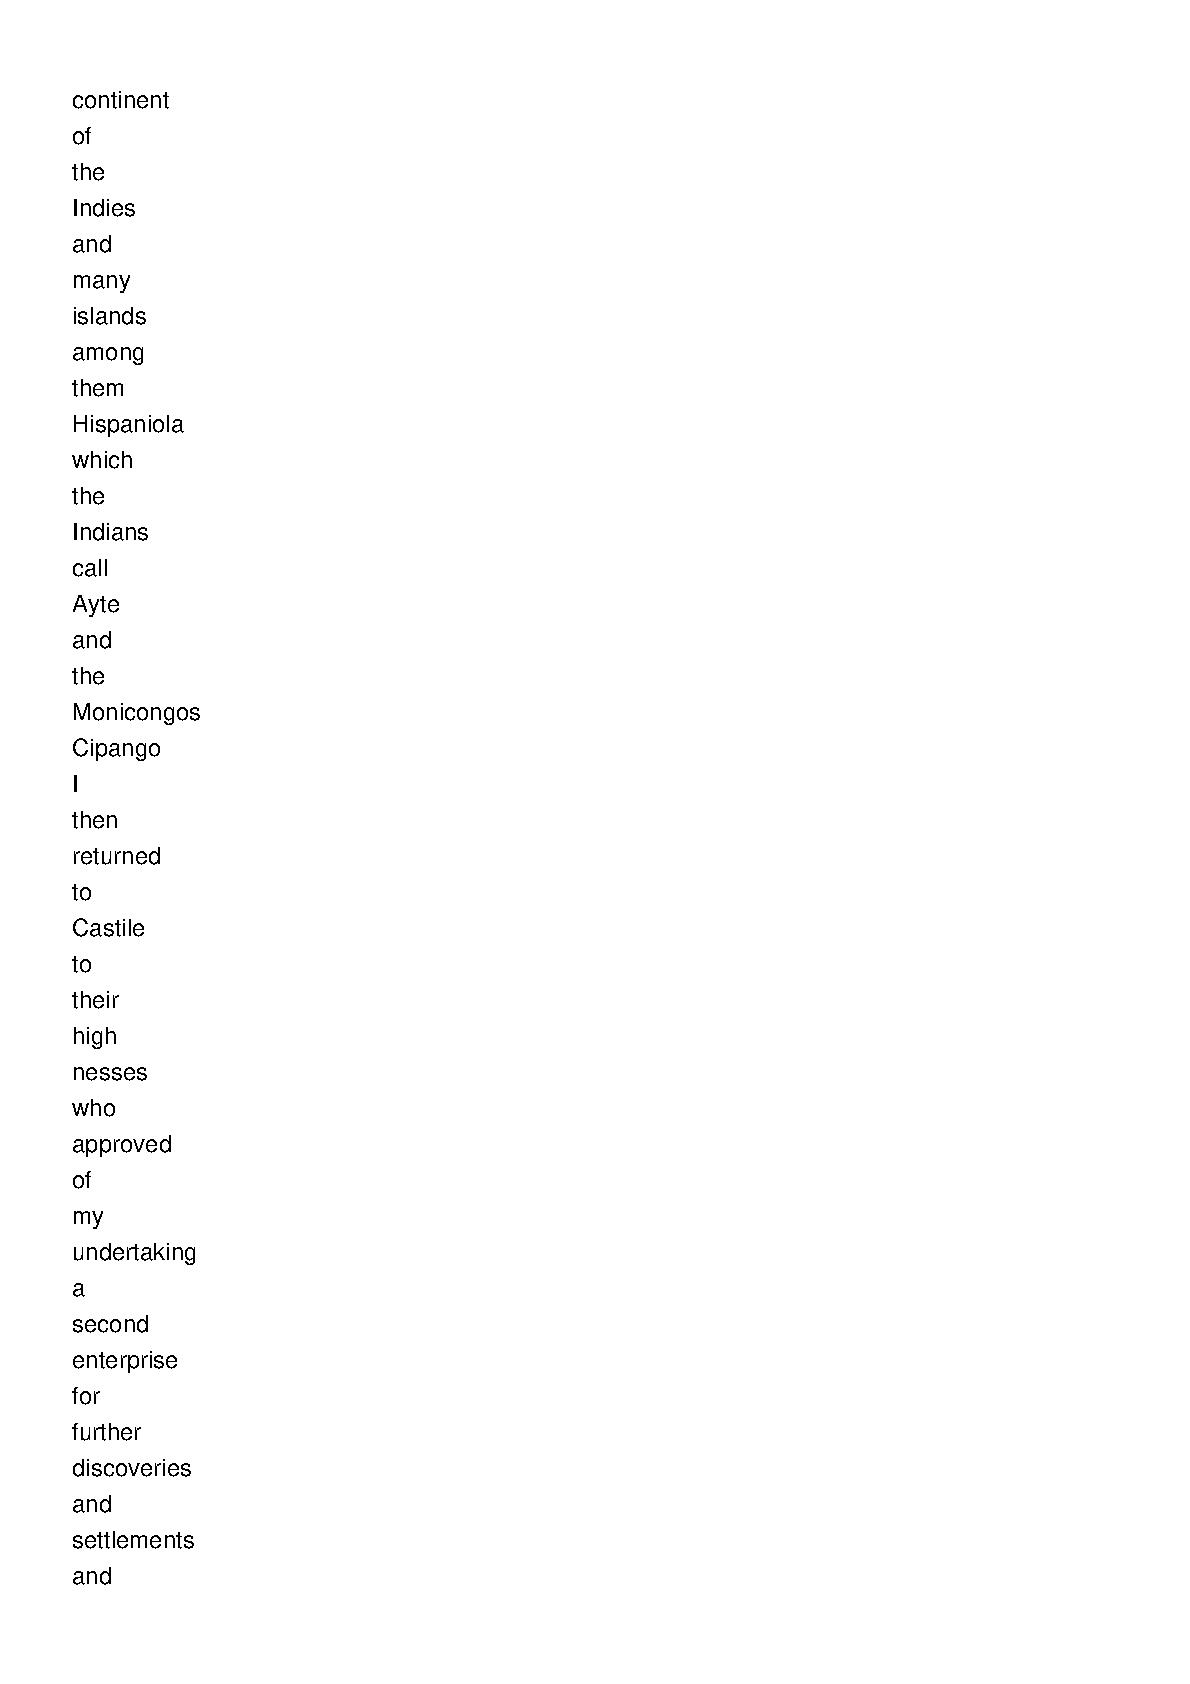 continent
of
the
Indies
and
many
islands
among
them
Hispaniola
which
the
Indians
call
Ayte
and
the
Monicongos
Cipango
I
then
returned
to
Castile
to
their
high
nesses
who
approved
of
my
undertaking
a
second
enterprise
for
further
discoveries
and
settlements
and